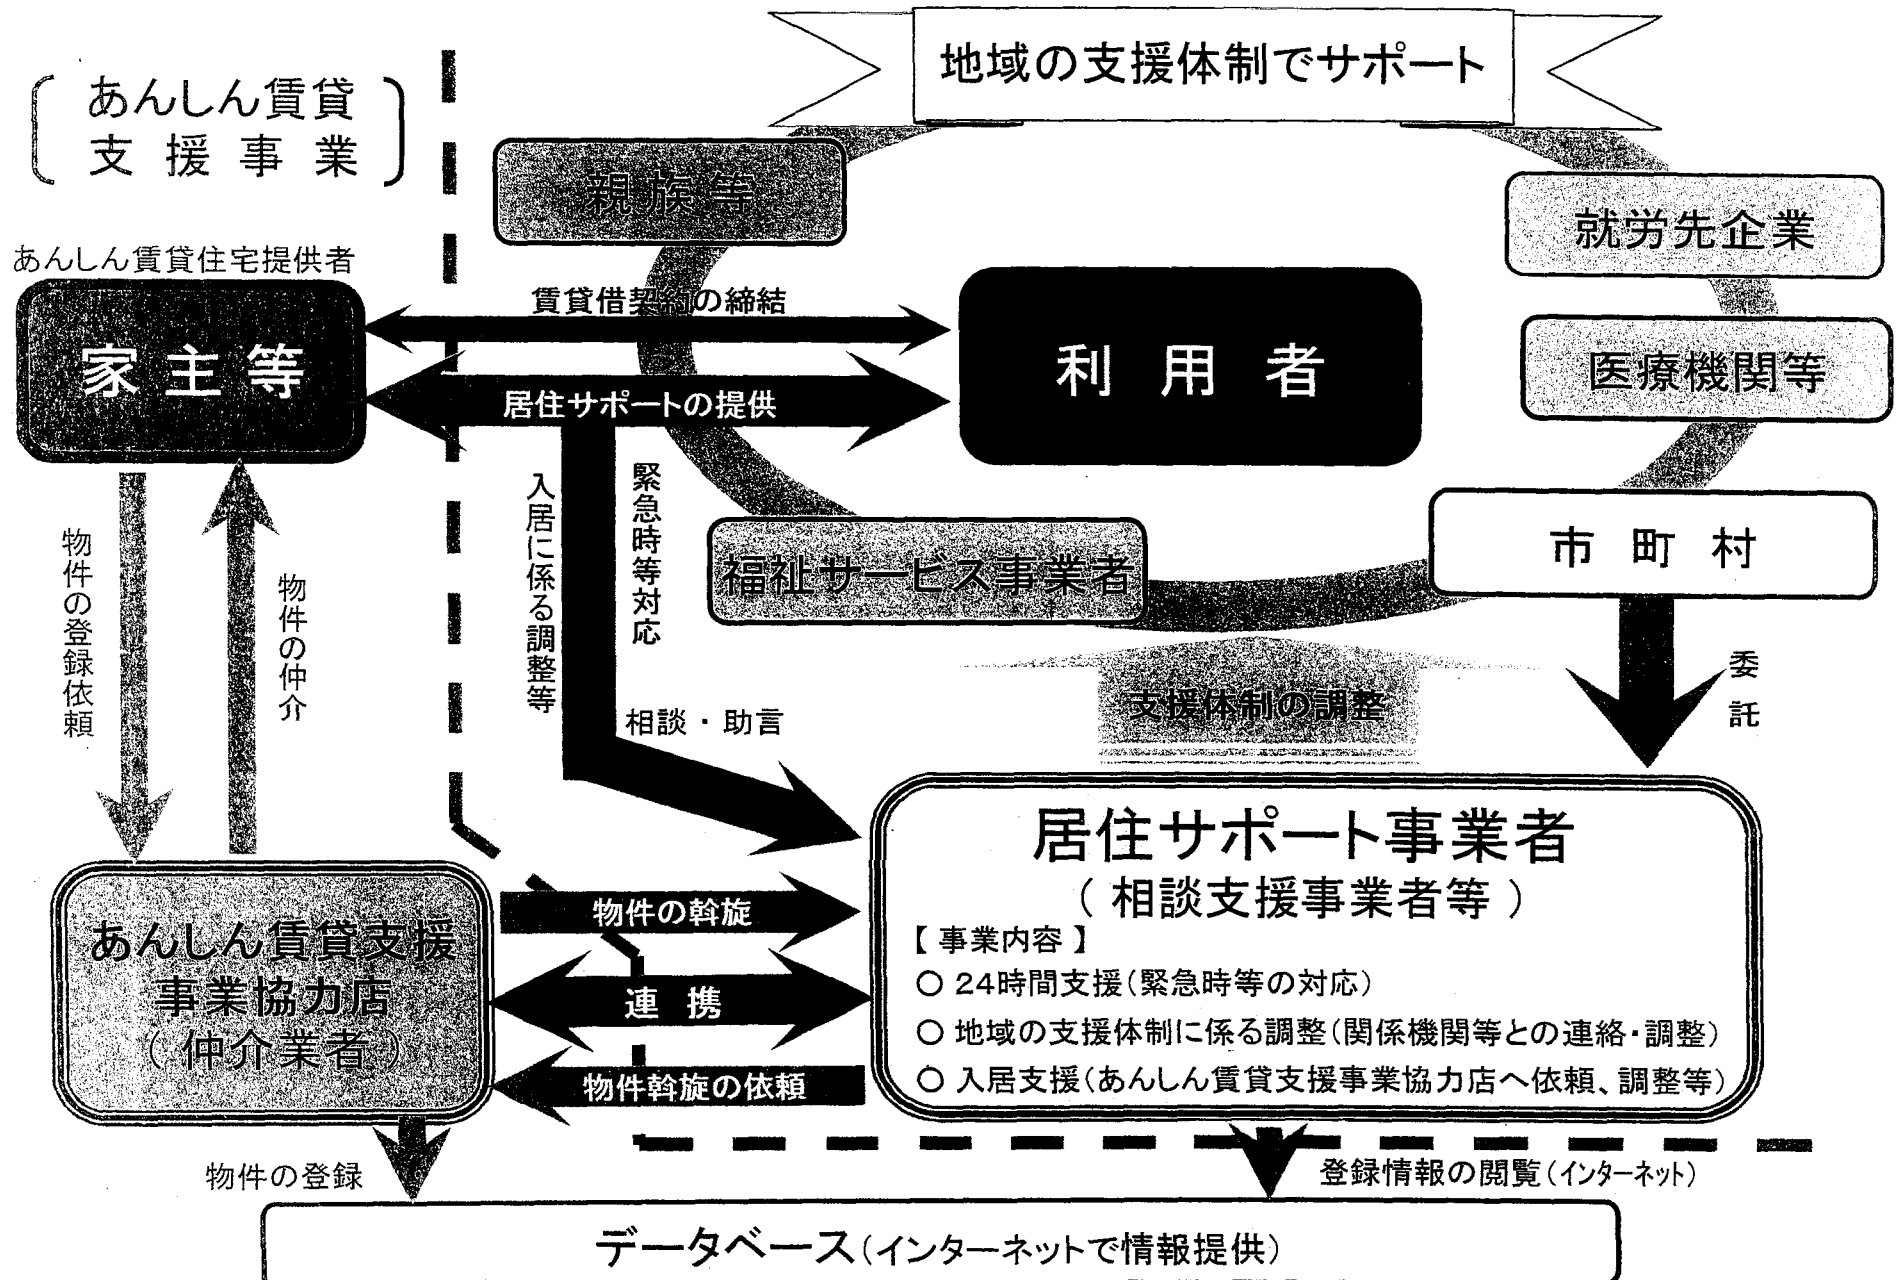 地域の支援体制でサポート
あんしん賃貸
支援事業
親族等
就労先企業
あんしん賃貸住宅提供者
家主等
賃貸借契約の締結
利用者
医療機関等
居住サポートの提供
物件の登録依頼
物件の仲介
入居に係る調整等
緊急時等対応
相談・助言
福祉サービス事業者
市町村
委託
支援体制の調整
居住サポート事業者
(相談支援事業者等)
【事業内容】
○ 24時間支援(緊急時等の対応)
○ 地域の支援体制に係る調整(関係機関等との連絡・調整)
○ 入居支援(あんしん賃貸支援事業協力店へ依頼、調整等)
あんしん賃貸支援
事業協力店
(仲介業者)
物件の斡旋
連携
物件斡旋の依頼
物件の登録
登録情報の閲覧(インターネット)
データベース(インターネットで情報提供)